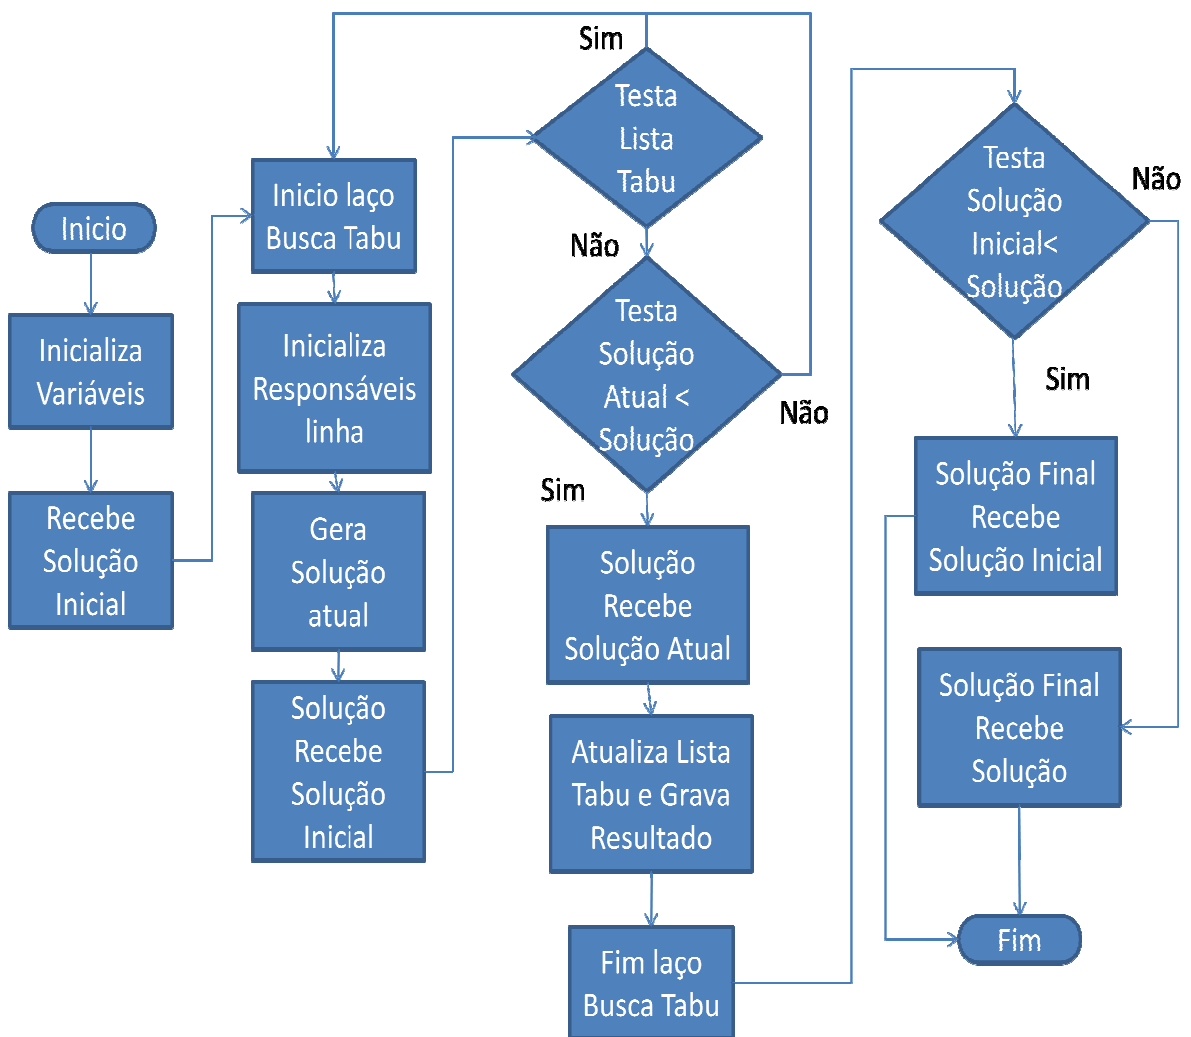 Inicio
Inicializa
Variáveis
Recebe
Solução
Inicial
Inicio laço
Busca Tabu
Inicializa
Responsáveis
linha
Gera
Solução
atual
Solução
Recebe
Solução
Inicial
Sim
Testa
Lista
Tabu
Não
Testa
Solução
Atual <
Solução
Não
Sim
Solução
Recebe
Solução Atual
Atualiza Lista
Tabu e Grava
Resultado
Fim laço
Busca Tabu
Testa
Solução
Inicial<
Solução
Não
Sim
Solução Final
Recebe
Solução Inicial
Solução Final
Recebe
Solução
Fim